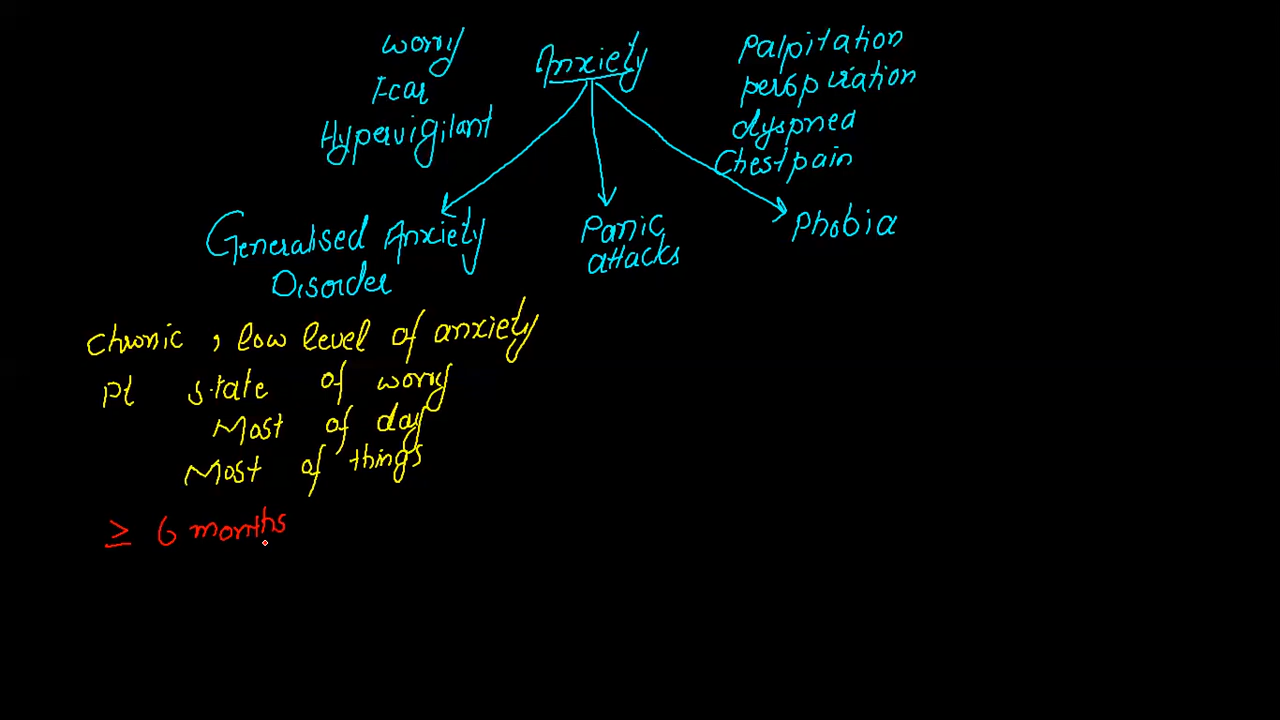 Anxiety
worry
Fear
Hypervigilant
Palpitation
perspiration
dyspnea
Chestpain
Generalised Anxiety
Disorder
Panic
attacks
Phobia
Chronic , low level of anxiety
Pt state of worry
Most of day
Most of things
≥ 6 months